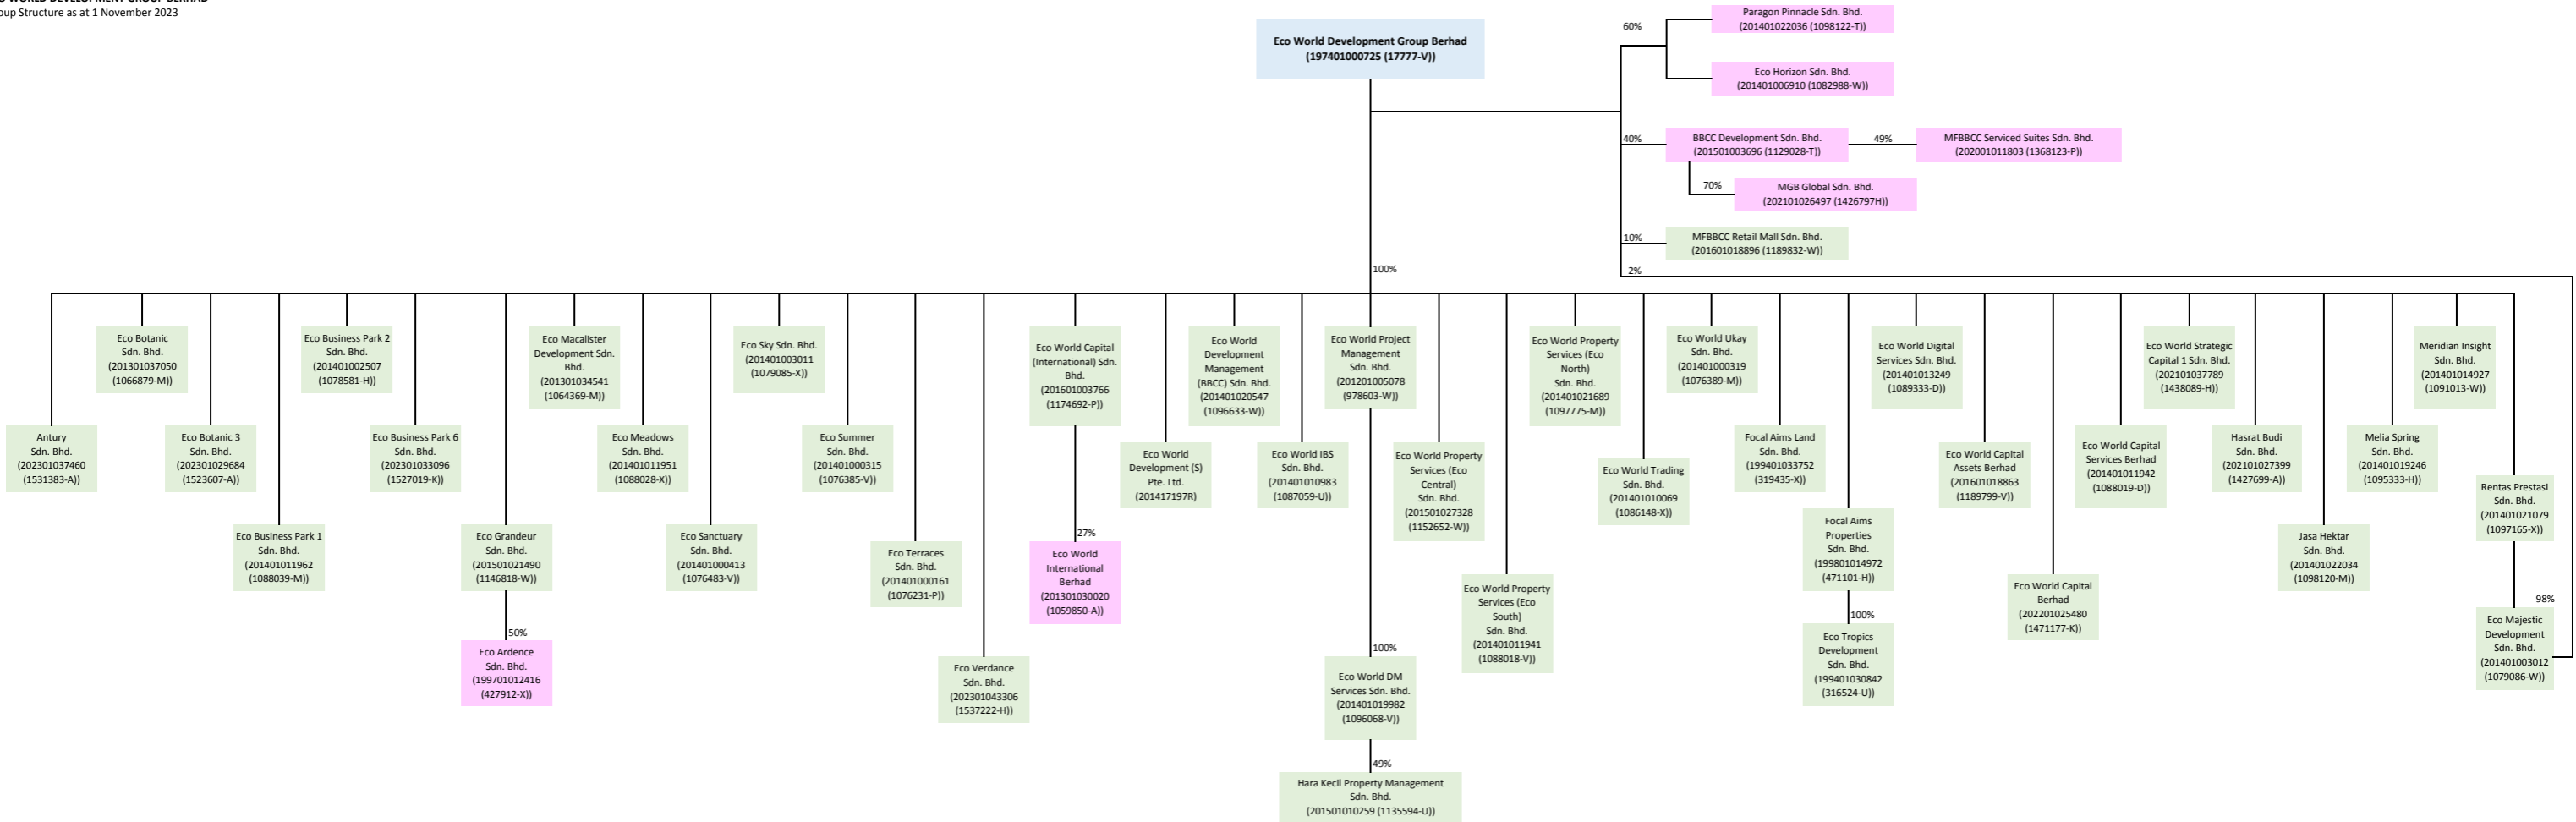 oup Structure as at 1 November 2023
Eco World Development Group Berhad
(197401000725 (17777-V))
60%
Paragon Pinnacle Sdn. Bhd.
(201401022036 (1098122-T))
Eco Horizon Sdn. Bhd.
(201401006910 (1082988-W))
40%
BBCC Development Sdn. Bhd.
(201501003696 (1129028-T))
49%
MFBBCC Serviced Suites Sdn. Bhd.
(202001011803 (1368123-P))
70%
MGB Global Sdn. Bhd.
(202101026497 (1426797H))
10%
MFBBCC Retail Mall Sdn. Bhd.
(201601018896 (1189832-W))
2%
100%
Antury
Sdn. Bhd.
(202301037460
(1531383-A))
Eco Botanic
Sdn. Bhd.
(201301037050
(1066879-M))
Eco Botanic 3
Sdn. Bhd.
(202301029684
(1523607-A))
Eco Business Park 1
Sdn. Bhd.
(201401011962
(1088039-M))
Eco Business Park 2
Sdn. Bhd.
(201401002507
(1078581-H))
Eco Business Park 6
Sdn. Bhd.
(202301033096
(1527019-K))
Eco Grandeur
Sdn. Bhd.
(201501021490
(1146818-W))
50%
Eco Ardence
Sdn. Bhd.
(199701012416
(427912-X))
Eco Macalister
Development Sdn.
Bhd.
(201301034541
(1064369-M))
Eco Meadows
Sdn. Bhd.
(201401011951
(1088028-X))
Eco Sanctuary
Sdn. Bhd.
(201401000413
(1076483-V))
Eco Sky Sdn. Bhd.
(201401003011
(1079085-X))
Eco Summer
Sdn. Bhd.
(201401000315
(1076385-V))
Eco Terraces
Sdn. Bhd.
(201401000161
(1076231-P))
Eco Verdance
Sdn. Bhd.
(202301043306
(1537222-H))
Eco World Capital
(International) Sdn.
Bhd.
(201601003766
(1174692-P))
27%
Eco World
International
Berhad
(201301030020
(1059850-A))
Eco World
Development (S)
Pte. Ltd.
(201417197R)
Eco World
Development
Management
(BBCC) Sdn. Bhd.
(201401020547
(1096633-W))
Eco World IBS
Sdn. Bhd.
(201401010983
(1087059-U))
Eco World Project
Management
Sdn. Bhd.
(201201005078
(978603-W))
100%
Eco World DM
Services Sdn. Bhd.
(201401019982
(1096068-V))
49%
Hara Kecil Property Management
Sdn. Bhd.
(201501010259 (1135594-U))
Eco World Property
Services (Eco
Central)
Sdn. Bhd.
(201501027328
(1152652-W))
Eco World Property
Services (Eco
South)
Sdn. Bhd.
(201401011941
(1088018-V))
Eco World Property
Services (Eco
North)
Sdn. Bhd.
(201401021689
(1097775-M))
Eco World Trading
Sdn. Bhd.
(201401010069
(1086148-X))
Eco World Ukay
Sdn. Bhd.
(201401000319
(1076389-M))
Focal Aims Land
(199401033752
(319435-X))
Focal Aims
Properties
Sdn. Bhd.
(199801014972
(471101-H))
100%
Eco Tropics
Development
Sdn. Bhd.
(199401030842
(316524-U))
Eco World Digital
Services Sdn. Bhd.
(201401013249
(1089333-D))
Eco World Capital
Assets Berhad
(201601018863
(1189799-V))
Eco World Capital
Berhad
(202201025480
(1471177-K))
Eco World Capital
Services Berhad
(201401011942
(1088019-D))
Eco World Strategic
Capital 1 Sdn. Bhd.
(202101037789
(1438089-H))
Hasrat Budi
Sdn. Bhd.
(202101027399
(1427699-A))
Jasa Hektar
Sdn. Bhd.
(201401022034
(1098120-M))
Melia Spring
Sdn. Bhd.
(201401019246
(1095333-H))
Meridian Insight
Sdn. Bhd.
(201401014927
(1091013-W))
Rentas Prestasi
Sdn. Bhd.
(201401021079
(1097165-X))
98%
Eco Majestic
Development
Sdn. Bhd.
(201401003012
(1079086-W))